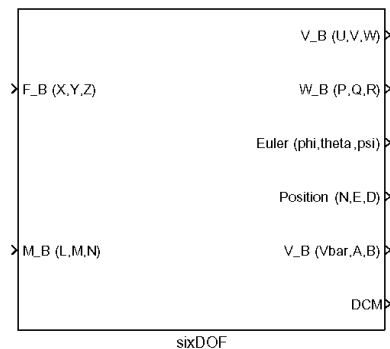 V_B (U,V,W)
F_B (X,Y,Z)
W_B (P,Q,R)
Euler (phi,theta,psi)
Position (N,E,D)
M_B (L,M,N)
V_B (Vbar,A,B)
DCM
sixDOF